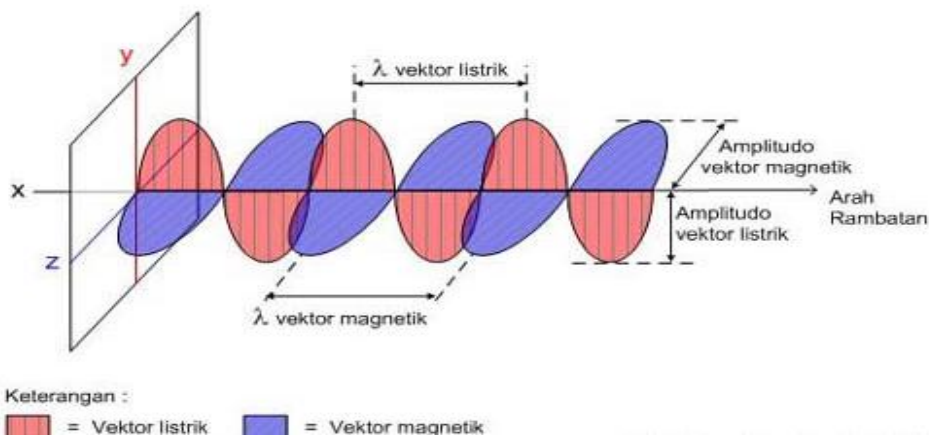 y
λ vektor listrik
Amplitudo
vektor magnetik
x
Arah
Rambatan
Amplitudo
vektor listrik
z
λ vektor magnetik
Keterangan :
= Vektor listrik = Vektor magnetik